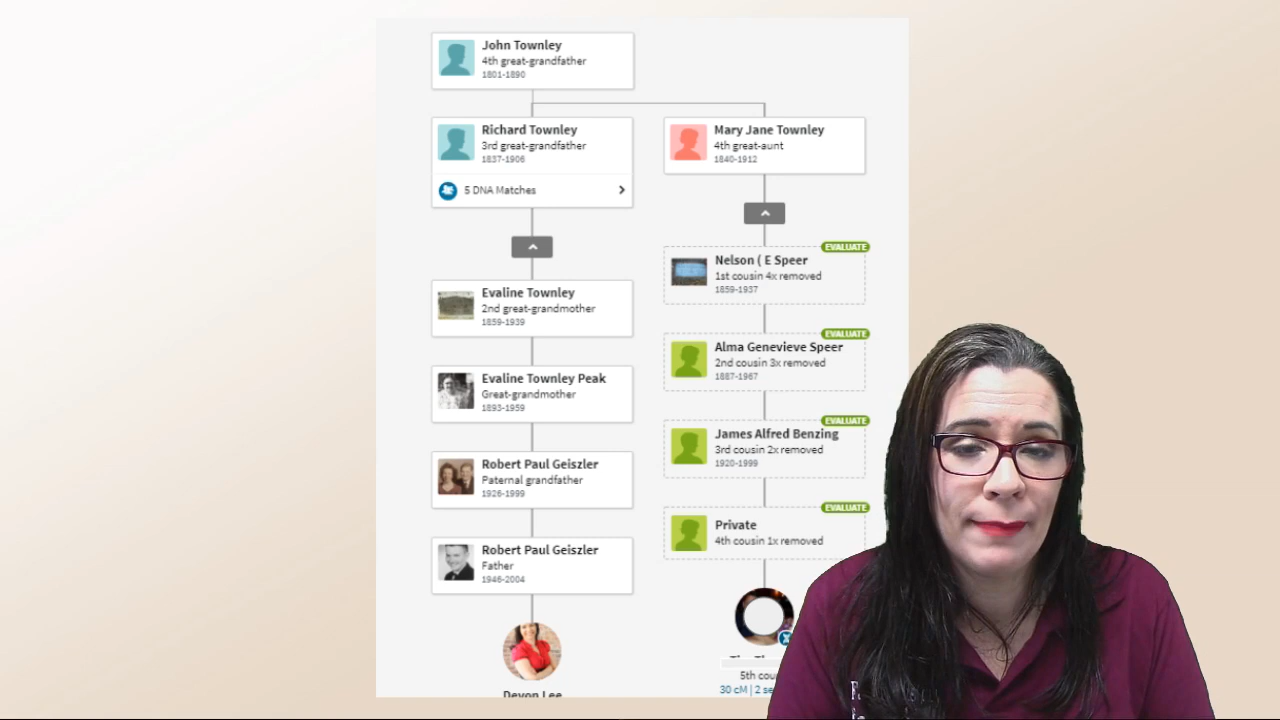 John Townley
4th great-grandfather
1801-1890
Richard Townley
3rd great-grandfather
1837-1906
5 DNA Matches
Mary Jane Townley
4th great-aunt
1840-1912
EVALUATE
Nelson ( E Speer
1st cousin 4x removed
1859-1937
Evaline Townley
2nd great-grandmother
1859-1939
EVALUATE
Alma Genevieve Speer
2nd cousin 3x removed
1887-1967
Evaline Townley Peak
Great-grandmother
1893-1959
EVALUATE
James Alfred Benzing
3rd cousin 2x removed
1920-1999
Robert Paul Geiszler
Paternal grandfather
1926-1999
EVALUATE
Private
4th cousin 1x removed
Robert Paul Geiszler
Father
1946-2004
Devon Lee
5th cou
30 cM | 2 se